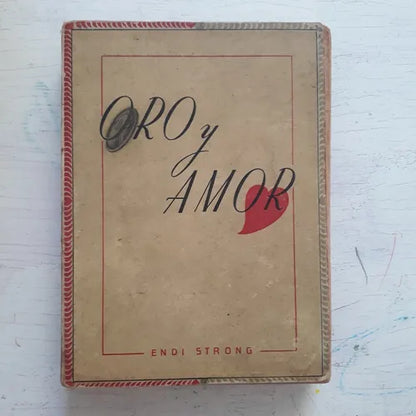 ORO y
AMOR
ENDI STRONG